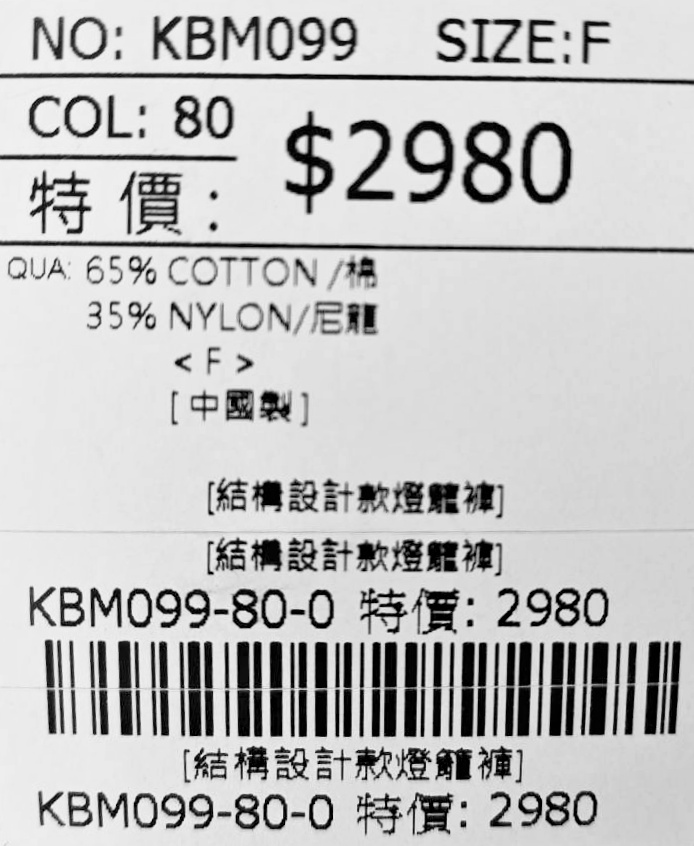 NO: KBM099 SIZE:F
COL: 80
$2980
特價:
QUA: 65% COTTON /棉
35% NYLON/尼龍
< F >
[中國製]
[結構設計款燈籠褲]
[結構設計款燈籠褲]
KBM099-80-0 特價: 2980
[結構設計款燈籠褲]
KBM099-80-0 特價: 2980